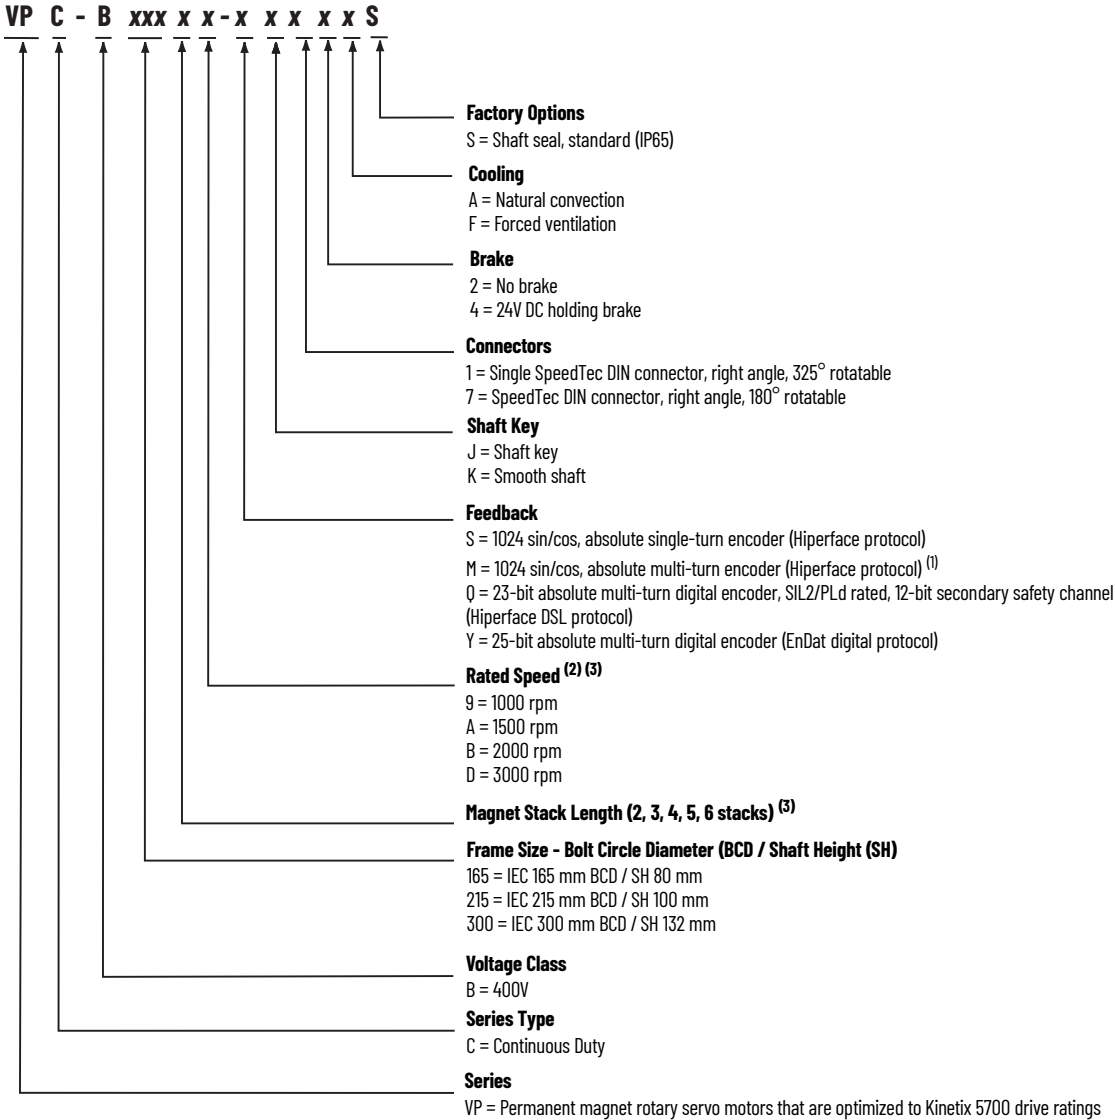 VP C - B xxx x x - x x x x x S
Factory Options
S = Shaft seal, standard (IP65)
Cooling
A = Natural convection
F = Forced ventilation
Brake
2 = No brake
4 = 24V DC holding brake
Connectors
1 = Single SpeedTec DIN connector, right angle, 325° rotatable
7 = SpeedTec DIN connector, right angle, 180° rotatable
Shaft Key
J = Shaft key
K = Smooth shaft
Feedback
S = 1024 sin/cos, absolute single-turn encoder (Hiperface protocol)
M = 1024 sin/cos, absolute multi-turn encoder (Hiperface protocol) (1)
Q = 23-bit absolute multi-turn digital encoder, SIL2/PLd rated, 12-bit secondary safety channel
(Hiperface DSL protocol)
Y = 25-bit absolute multi-turn digital encoder (EnDat digital protocol)
Rated Speed (2) (3)
9 = 1000 rpm
A = 1500 rpm
B = 2000 rpm
D = 3000 rpm
Magnet Stack Length (2, 3, 4, 5, 6 stacks) (3)
Frame Size - Bolt Circle Diameter (BCD / Shaft Height (SH)
165 = IEC 165 mm BCD / SH 80 mm
215 = IEC 215 mm BCD / SH 100 mm
300 = IEC 300 mm BCD / SH 132 mm
Voltage Class
B = 400V
Series Type
C = Continuous Duty
Series
VP = Permanent magnet rotary servo motors that are optimized to Kinetix 5700 drive ratings